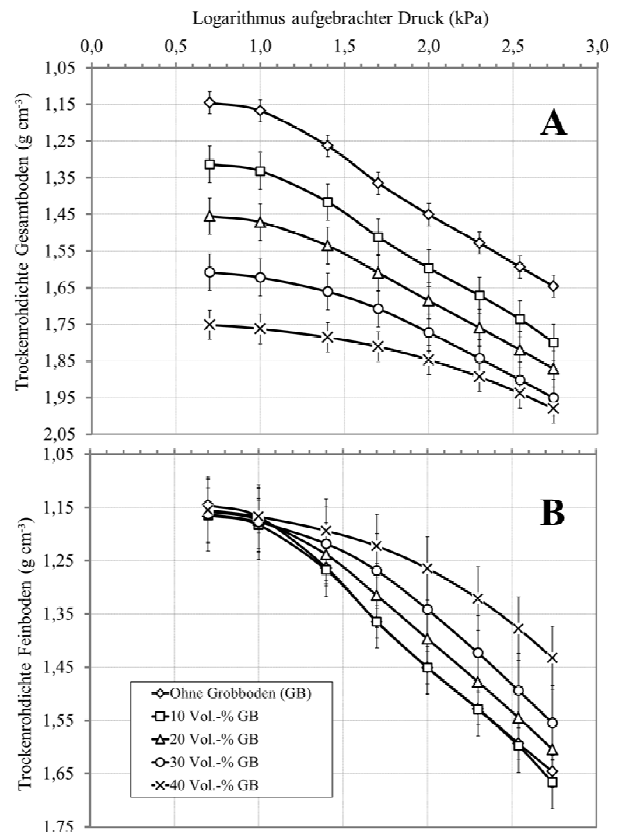 Logarithmus aufgebrachter Druck (kPa)
0,0 0,5 1,0 1,5 2,0 2,5 3,0
Trockenrohdichte Gesamtboden (g cm⁻³)
1,05
1,15
1,25
1,35
1,45
1,55
1,65
1,75
1,85
1,95
2,05
A
Trockenrohdichte Feinboden (g cm⁻³)
1,05
1,15
1,25
1,35
1,45
1,55
1,65
1,75
B
Ohne Grobboden (GB)
10 Vol.-% GB
20 Vol.-% GB
30 Vol.-% GB
40 Vol.-% GB